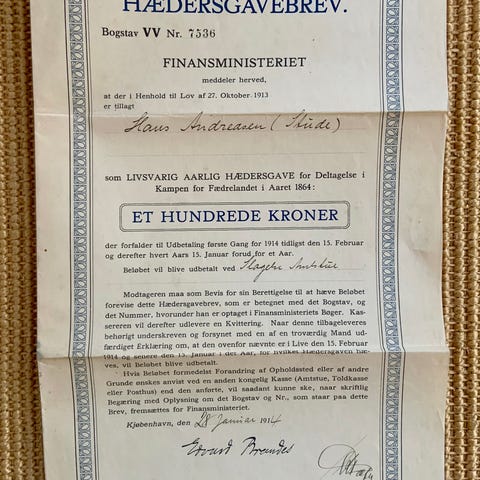 HÆDERSGAVEBREV.
Bogstav VV Nr. 7536
FINANSMINISTERIET
meddeler herved,
at der i Henhold til Lov af 27. Oktober 1913
er tillagt
Hans Andreasen (Stude)
som LIVSVARIG AARLIG HÆDERSGAVE for Deltagelse i
Kampen for Fædrelandet i Aaret 1864:
ET HUNDREDE KRONER
der forfalder til Udbetaling første Gang for 1914 tidligst den 15. Februar
og derefter hvert Aars 15. Januar forud for et Aar.
Beløbet vil blive udbetalt ved Slagelse Amtstue
Modtageren maa som Bevis for sin Berettigelse til at hæve Beløbet
forevise dette Hædersgavebrev, som er betegnet med det Bogstav, og
det Nummer, hvorunder han er optaget i Finansministeriets Bøger. Kas-
sereren vil derefter udlevere en Kvittering. Naar denne tilbageleveres
behørigt underskreven og forsynet med en af en troværdig Mand ud-
færdiget Erklæring om, at den ovenfor nævnte er i Live den 15. Februar
1914 og senere den 15. Januar i det Aar, for hvilket Hædersgaven hæ-
ves, vil Beløbet blive udbetalt.
Hvis Beløbet formedelst Forandring af Opholdssted eller af andre
Grunde ønskes anvist ved en anden kongelig Kasse (Amtstue, Toldkasse
eller Posthus) end den anførte, vil saadant kunne ske, naar skriftlig
Begæring med Oplysning om det Bogstav og Nr., som staar paa dette
Brev, fremsættes for Finansministeriet.
Kjøbenhavn, den 28 Januar 1914
Edvard Brandes